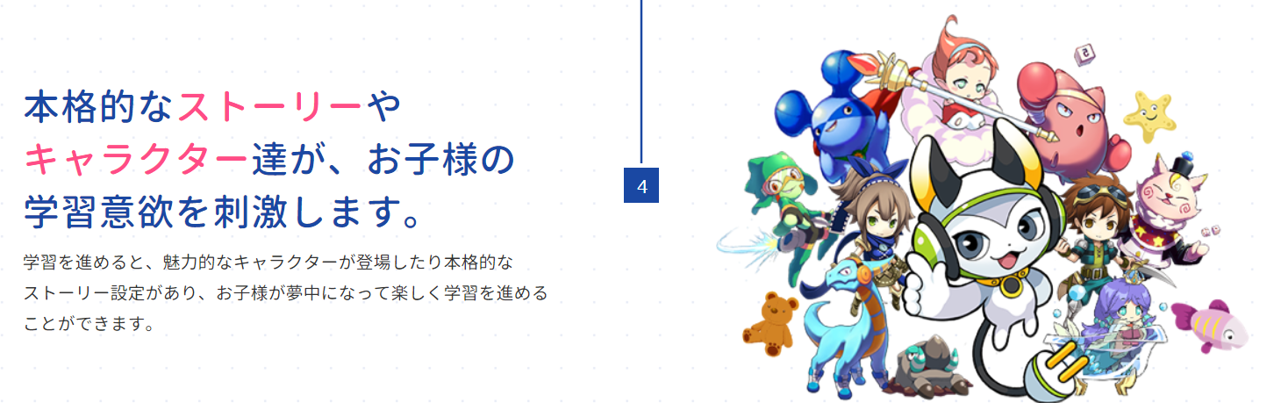 本格的なストーリーや
キャラクター達が、お子様の
学習意欲を刺激します。
学習を進めると、魅力的なキャラクターが登場したり本格的な
ストーリー設定があり、お子様が夢中になって楽しく学習を進める
ことができます。
4